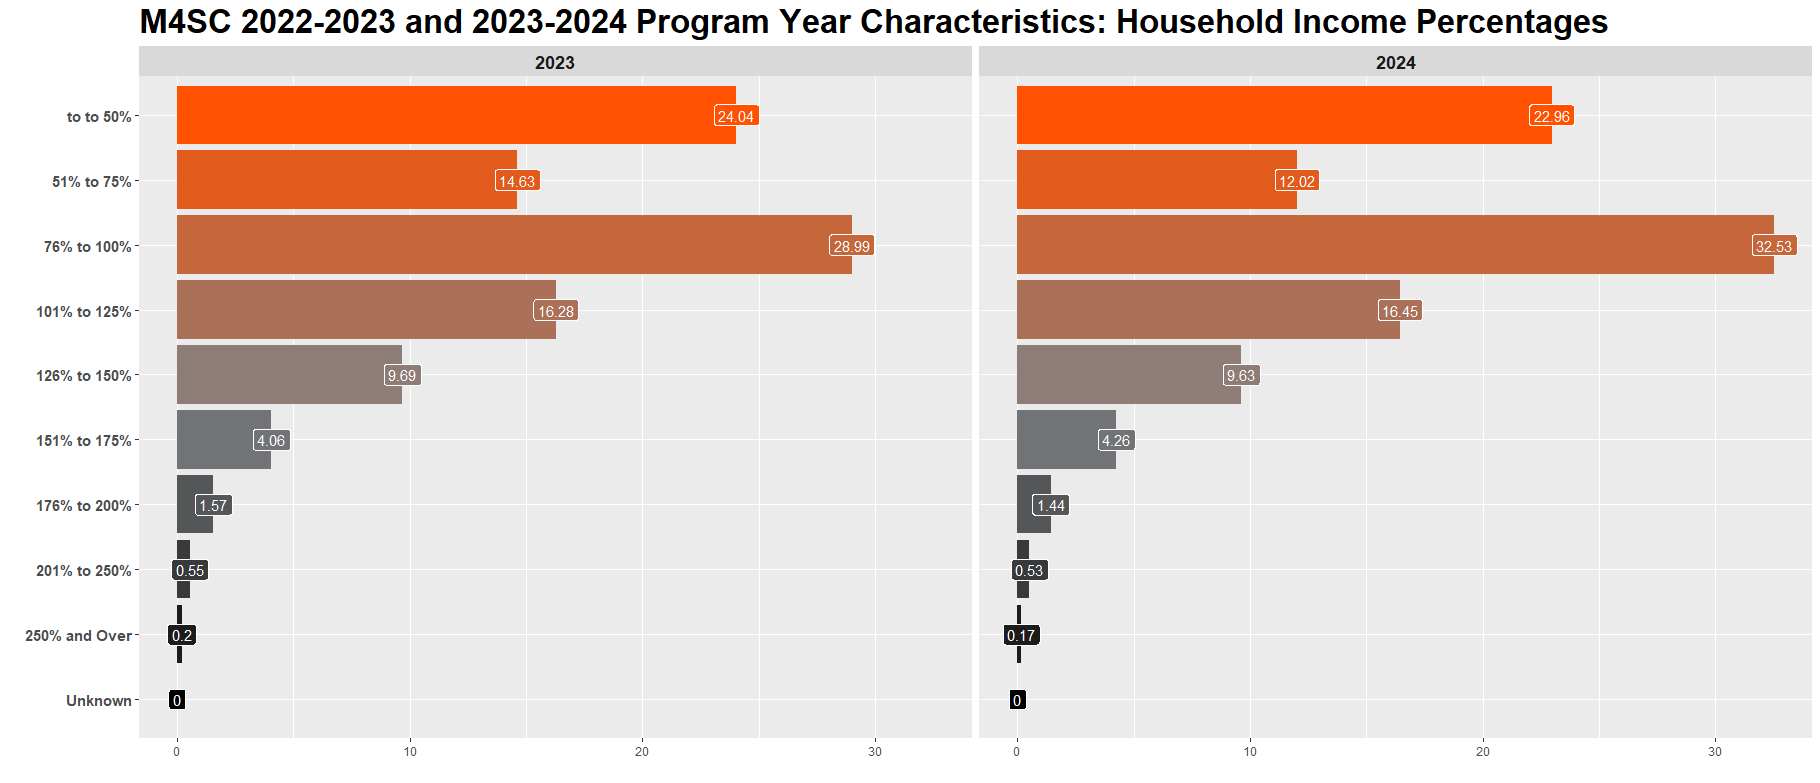 M4SC 2022-2023 and 2023-2024 Program Year Characteristics: Household Income Percentages
2023 2024
to to 50% 24.04 22.96
51% to 75% 14.63 12.02
76% to 100% 28.99 32.53
101% to 125% 16.28 16.45
126% to 150% 9.69 9.63
151% to 175% 4.06 4.26
176% to 200% 1.57 1.44
201% to 250% 0.55 0.53
250% and Over 0.2 0.17
Unknown 0 0
0 10 20 30 0 10 20 30